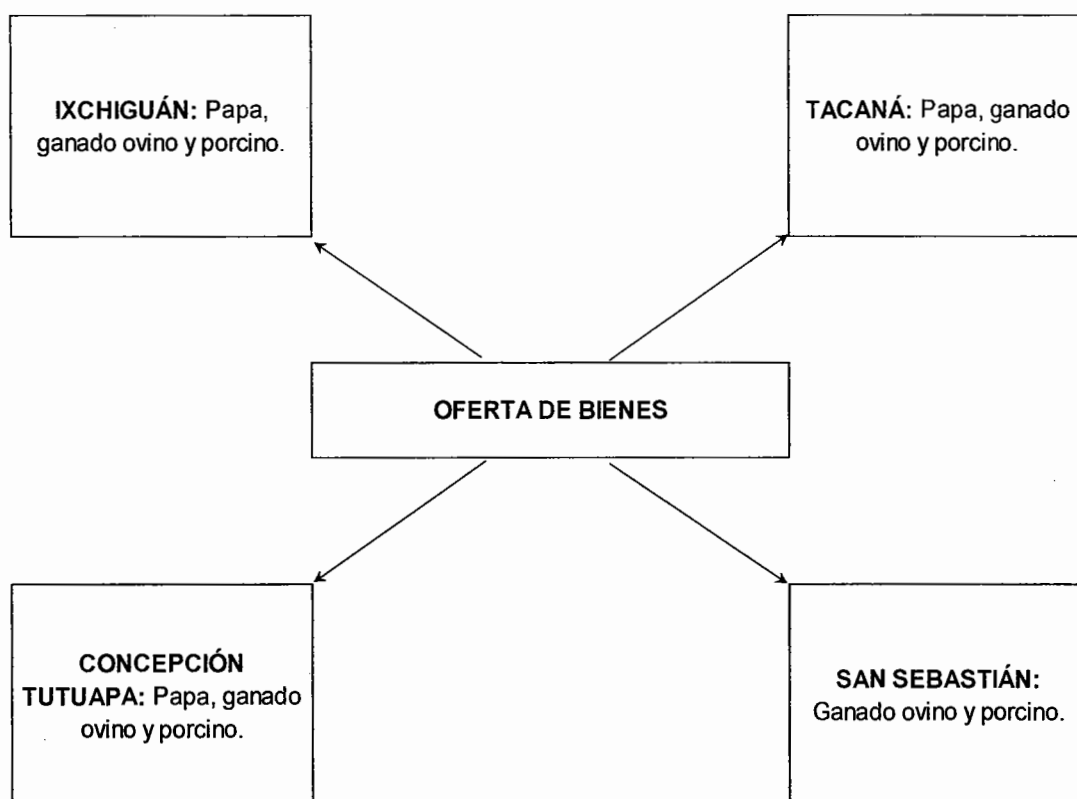 IXCHIGUÁN: Papa,
ganado ovino y porcino.
TACANÁ: Papa, ganado
ovino y porcino.
OFERTA DE BIENES
CONCEPCIÓN
TUTUAPA: Papa, ganado
ovino y porcino.
SAN SEBASTIÁN:
Ganado ovino y porcino.